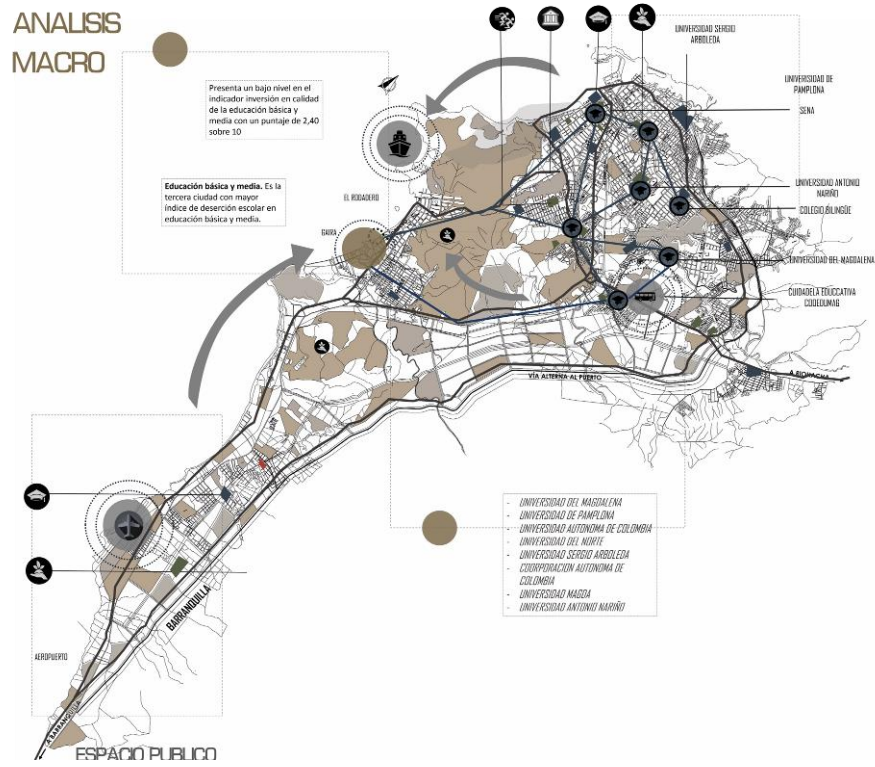 ANALISIS
MACRO
Presenta un bajo nivel en el
indicador inversión en calidad
de la educación básica y
media con un puntaje de 2,40
sobre 10
Educación básica y media. Es la
tercera ciudad con mayor
índice de deserción escolar en
educación básica y media.
EL RODADERO
GAIRA
UNIVERSIDAD SERGIO
ARBOLEDA
UNIVERSIDAD DE
PAMPLONA
SENA
UNIVERSIDAD ANTONIO
NARIÑO
COLEGIO BILINGÜE
UNIVERSIDAD DEL MAGDALENA
CUIDADELA EDUCCATIVA
CODEDUMAG
A RIOHACHA
VÍA ALTERNA AL PUERTO
- UNIVERSIDAD DEL MAGDALENA
- UNIVERSIDAD DE PAMPLONA
- UNIVERSIDAD AUTONOMA DE COLOMBIA
- UNIVERSIDAD DEL NORTE
- UNIVERSIDAD SERGIO ARBOLEDA
- COORPORACION AUTONOMA DE
COLOMBIA
- UNIVERSIDAD MAGDA
- UNIVERSIDAD ANTONIO NARIÑO
BARRANQUILLA
AEROPUERTO
A BARRANQUILLA
ESPACIO PUBLICO